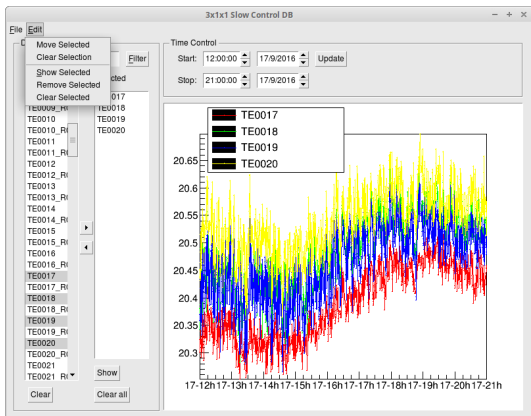 3x1x1 Slow Control DB
File Edit
Move Selected
Clear Selection
Show Selected
Remove Selected
Clear Selected
Filter
TE0009_R
TE0010
TE0010_R
TE0011
TE0011_R
TE0012
TE0012_R
TE0013
TE0013_R
TE0014
TE0014_R
TE0015
TE0015_R
TE0016
TE0016_R
TE0017
TE0017_R
TE0018
TE0018_R
TE0019
TE0019_R
TE0020
TE0020_R
TE0021
TE0021_R
Clear
TE0018
TE0019
TE0020
Show
Clear all
Time Control
Start: 12:00:00 17/9/2016 Update
Stop: 21:00:00 17/9/2016
TE0017
TE0018
TE0019
TE0020
20.65
20.6
20.55
20.5
20.45
20.4
20.35
20.3
17-12h 17-13h 17-14h 17-15h 17-16h 17-17h 17-18h 17-19h 17-20h 17-21h